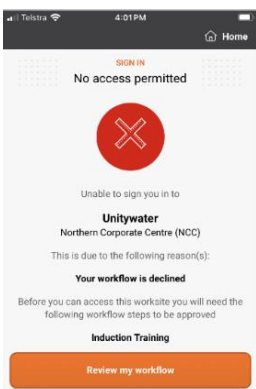 Telstra 4:01PM
Home
SIGN IN
No access permitted
Unable to sign you in to
Unitywater
Northern Corporate Centre (NCC)
This is due to the following reason(s):
Your workflow is declined
Before you can access this worksite you will need the
following workflow steps to be approved
Induction Training
Review my workflow